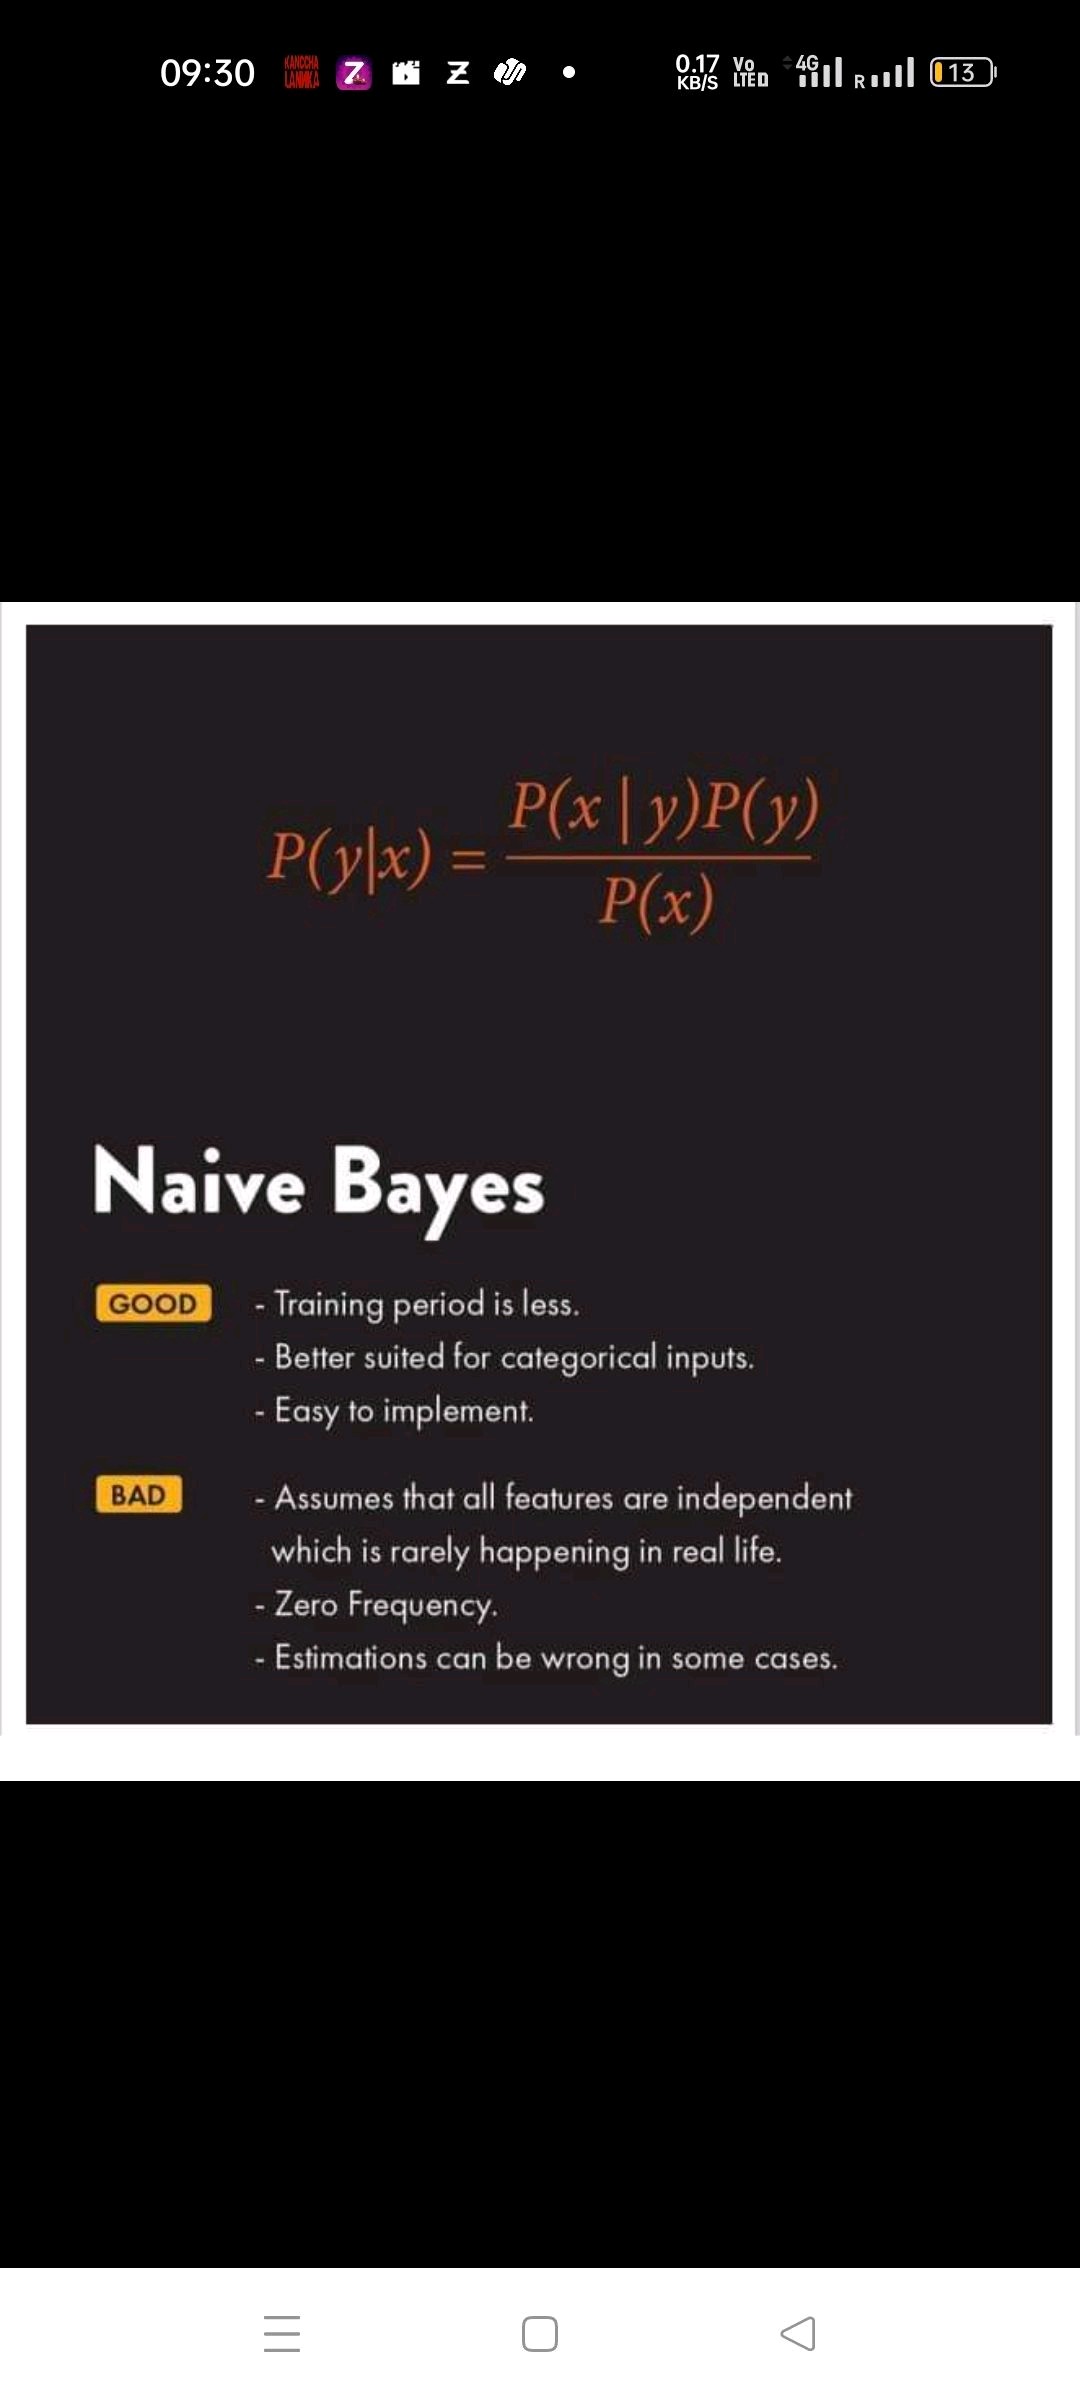 09:30
KANCCHA
LANNKA
Z
Z
0.17
KB/S
Vo
LTE
4G
R
13
P(y|x) = P(x | y)P(y)
P(x)
Naive Bayes
GOOD
- Training period is less.
- Better suited for categorical inputs.
- Easy to implement.
BAD
- Assumes that all features are independent
which is rarely happening in real life.
- Zero Frequency.
- Estimations can be wrong in some cases.